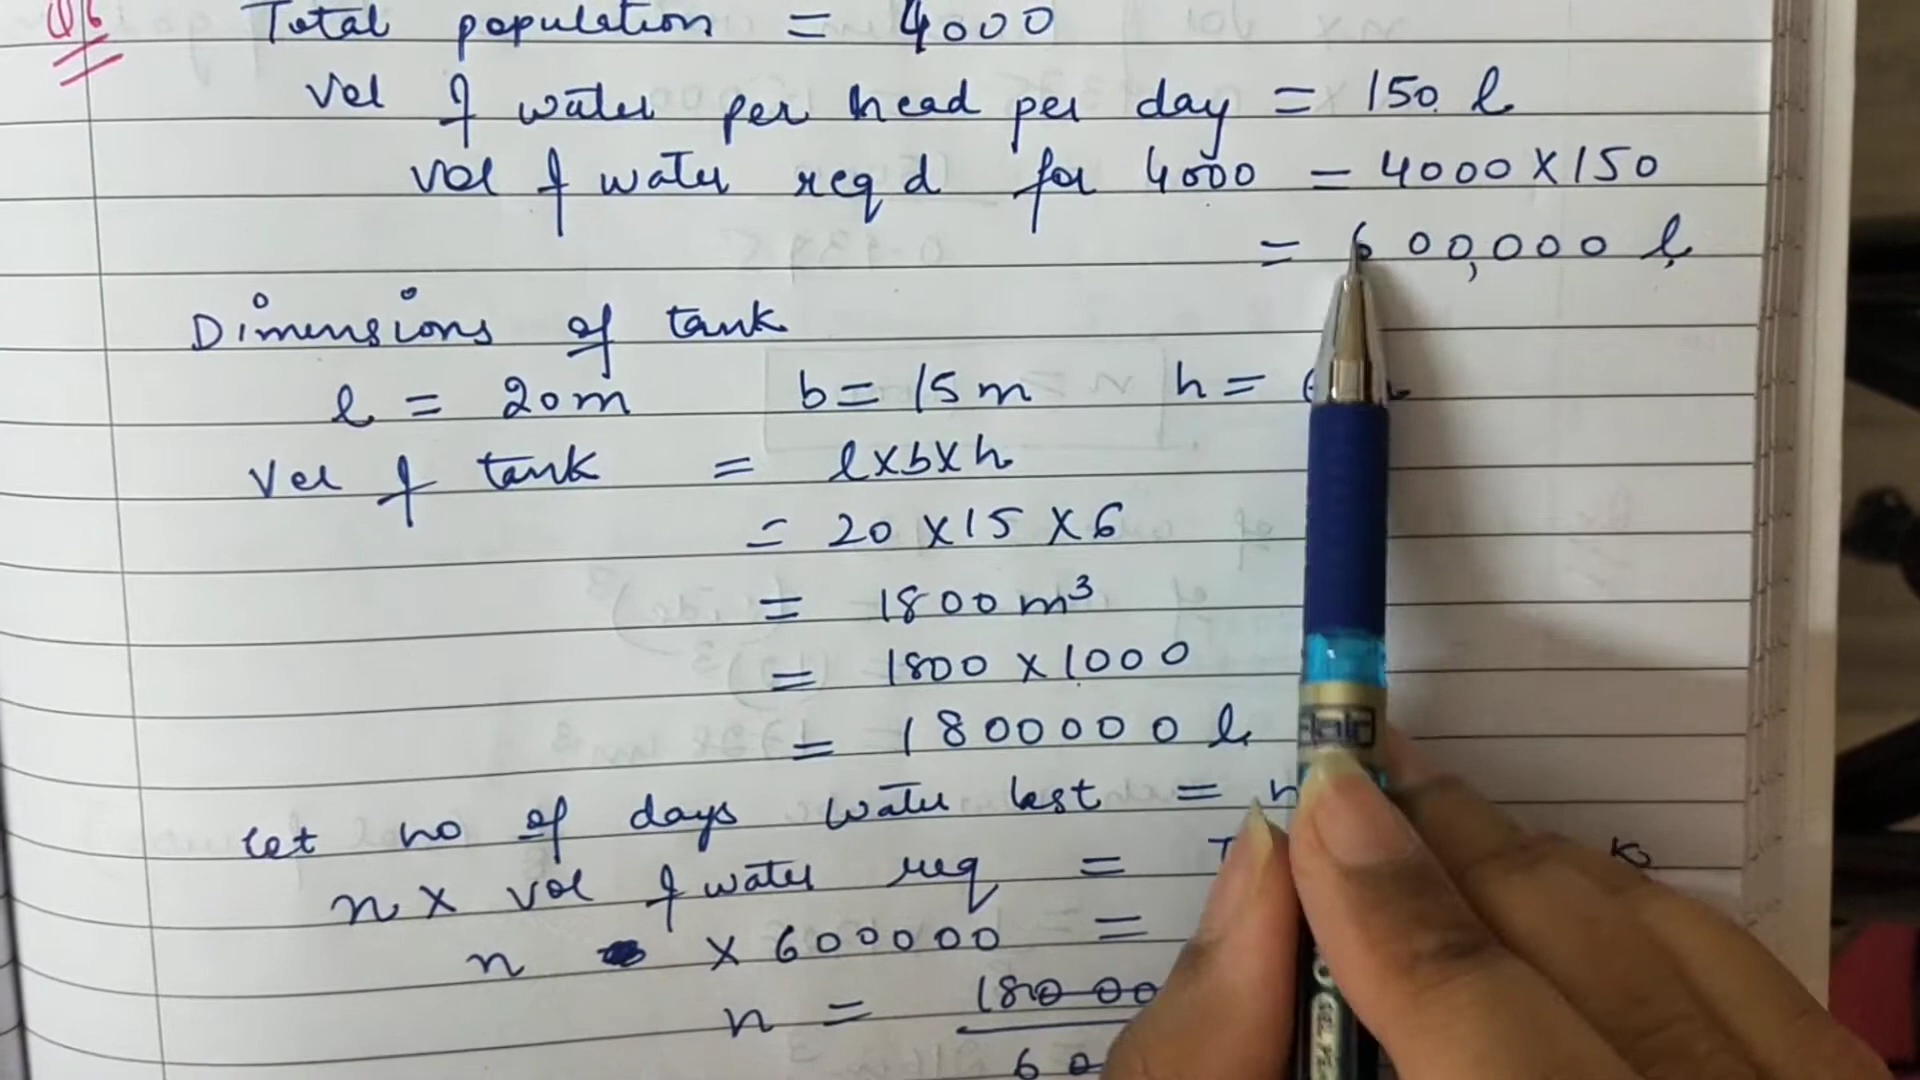 Q6
Total population = 4000
Vol of water per head per day = 150 l
Vol of water reqd for 4000 = 4000 X 150
= 600,000 l
Dimensions of tank
l = 20m b = 15m h =
Vol of tank = l x b x h
= 20 X 15 X 6
= 1800 m³
= 1800 X 1000
= 1800000 l
Let no of days water last = n
n X vol of water req =
n X 600000 =
n = 18000
60